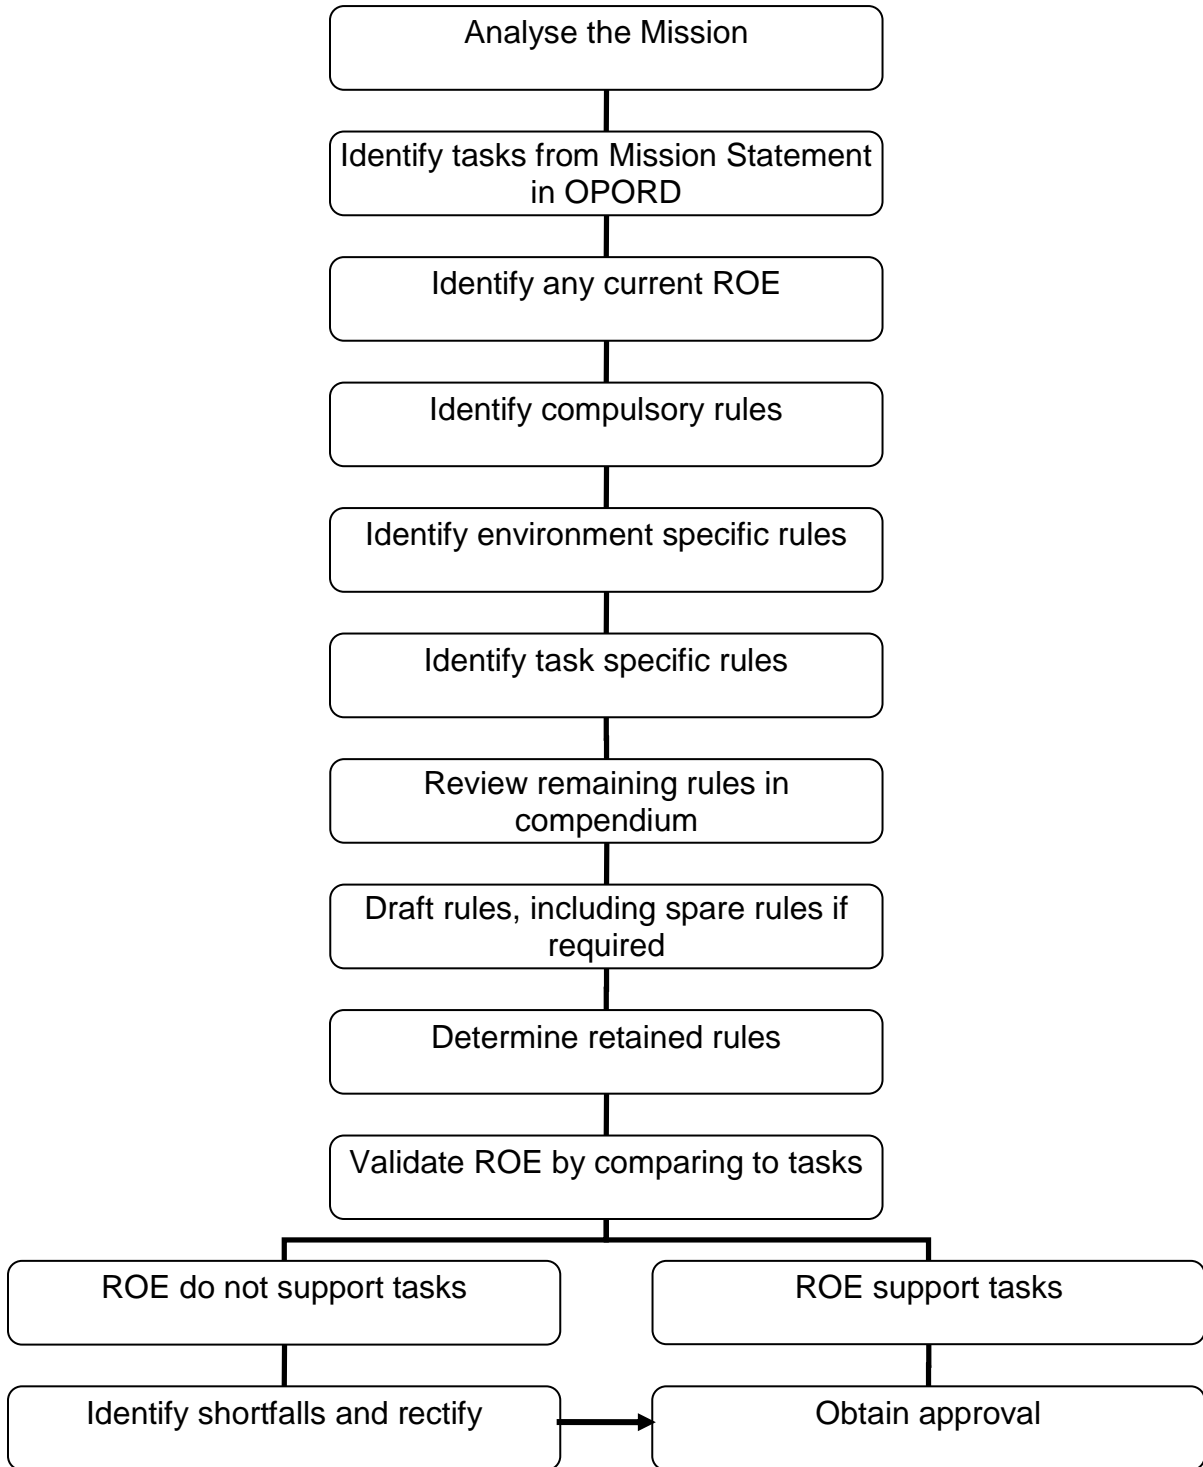 Analyse the Mission
Identify tasks from Mission Statement
in OPORD
Identify any current ROE
Identify compulsory rules
Identify environment specific rules
Identify task specific rules
Review remaining rules in
compendium
Draft rules, including spare rules if
required
Determine retained rules
Validate ROE by comparing to tasks
ROE do not support tasks
ROE support tasks
Identify shortfalls and rectify
Obtain approval